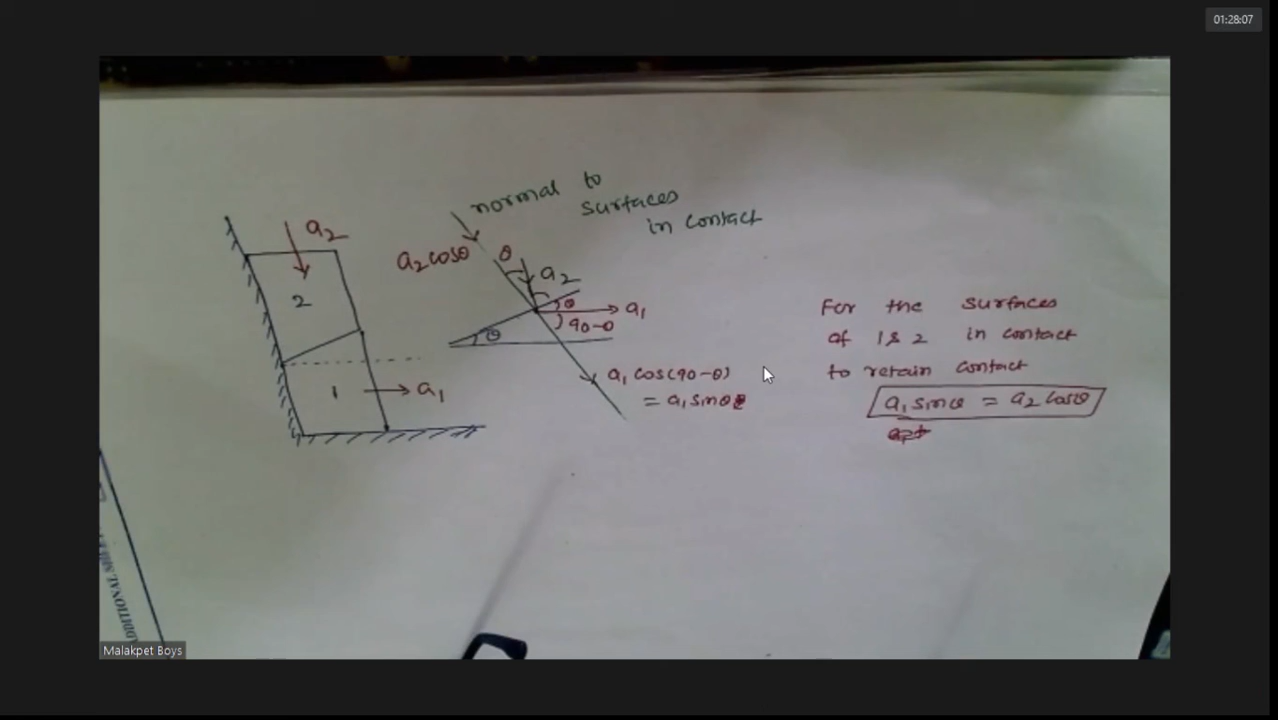 01:28:07
normal to
surfaces
in contact
a2
2
1
a1
a2cosθ
θ
a2
θ
a1
90-θ
θ
a1 cos(90-θ)
= a1 sinθ
For the surfaces
of 1 & 2 in contact
to retain contact
a1 sinθ = a2 cosθ
ADDITIONAL SHEET
Malakpet Boys